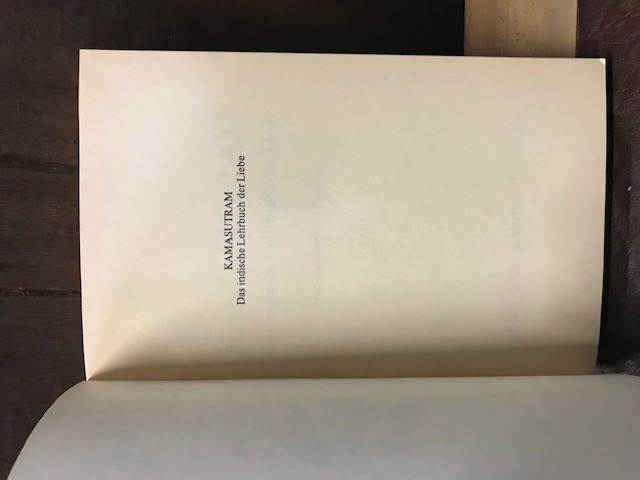 KAMASUTRAM
Das indische Lehrbuch der Liebe